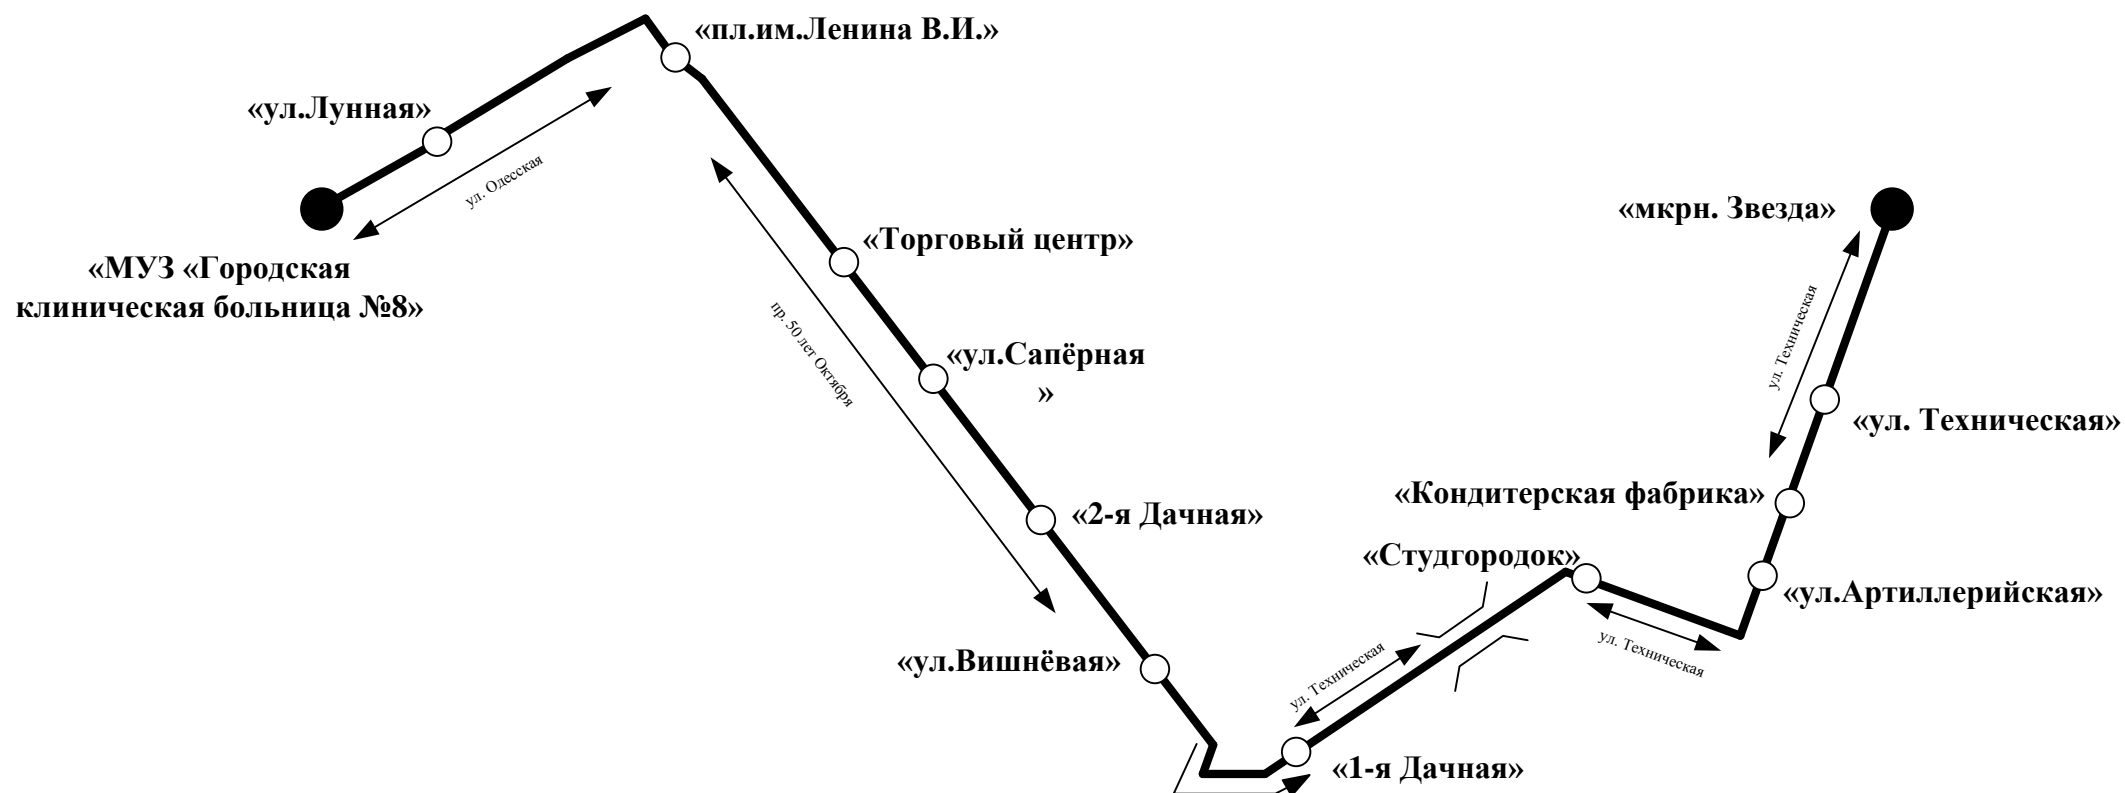 «пл.им.Ленина В.И.»
«ул.Лунная»
ул. Одесская
«МУЗ «Городская
клиническая больница №8»
«Торговый центр»
пр. 50 лет Октября
«ул.Сапёрная
»
«2-я Дачная»
«ул.Вишнёвая»
«1-я Дачная»
ул. Техническая
«Студгородок»
ул. Техническая
«ул.Артиллерийская»
«Кондитерская фабрика»
«ул. Техническая»
ул. Техническая
«мкрн. Звезда»